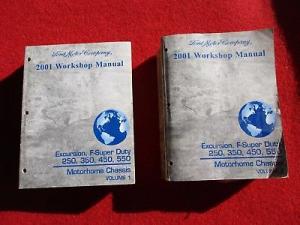 Ford Motor Company
2001 Workshop Manual
Excursion, F-Super Duty
250, 350, 450, 550
Motorhome Chassis
VOLUME 1
Ford Motor Company
2001 Workshop Manual
Excursion, F-Super Duty
250, 350, 450, 550
Motorhome Chassis